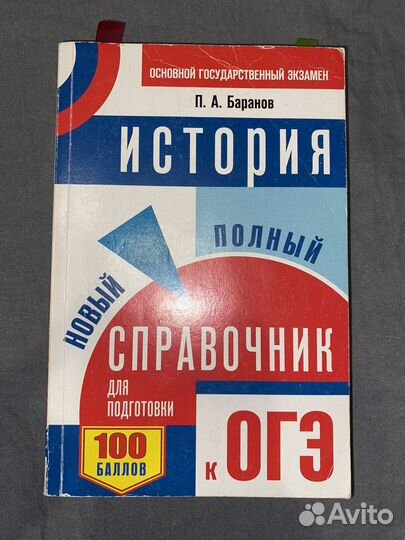 ОСНОВНОЙ ГОСУДАРСТВЕННЫЙ ЭКЗАМЕН
П. А. Баранов
ИСТОРИЯ
НОВЫЙ
ПОЛНЫЙ
СПРАВОЧНИК
ДЛЯ
ПОДГОТОВКИ
100
БАЛЛОВ
К ОГЭ
Avito